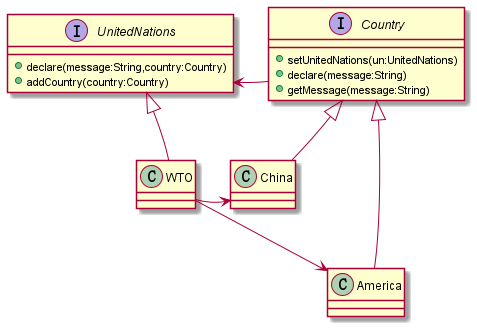 I UnitedNations
declare(message:String,country:Country)
addCountry(country:Country)
I Country
setUnitedNations(un:UnitedNations)
declare(message:String)
getMessage(message:String)
C WTO
C China
C America